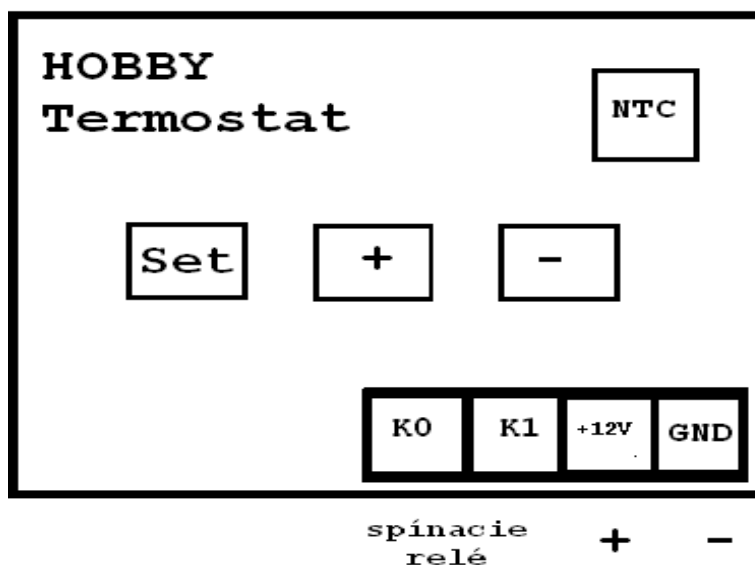 HOBBY
Termostat
NTC
Set + -
K0 K1 +12V GND
spínacie + -
relé